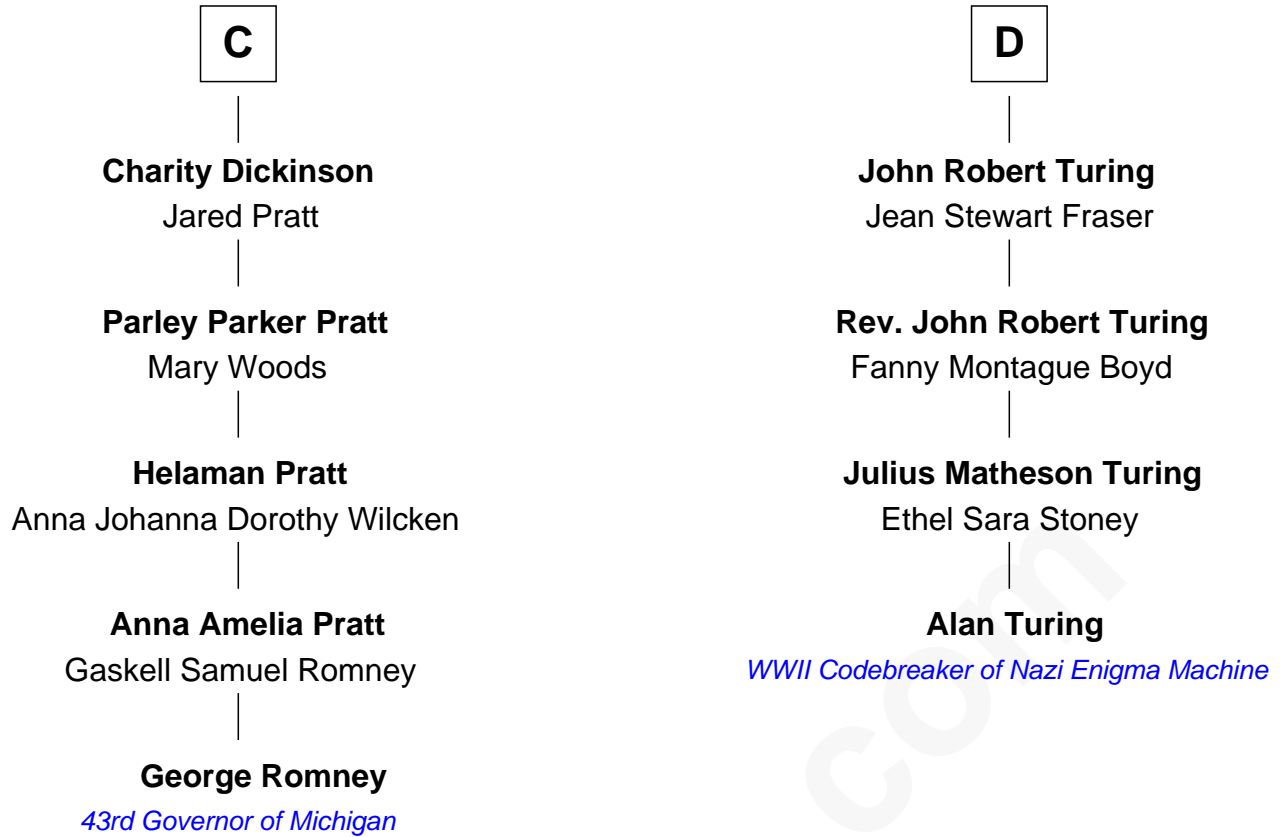 C
Charity Dickinson
Jared Pratt
Parley Parker Pratt
Mary Woods
Helaman Pratt
Anna Johanna Dorothy Wilcken
Anna Amelia Pratt
Gaskell Samuel Romney
George Romney
43rd Governor of Michigan
D
John Robert Turing
Jean Stewart Fraser
Rev. John Robert Turing
Fanny Montague Boyd
Julius Matheson Turing
Ethel Sara Stoney
Alan Turing
WWII Codebreaker of Nazi Enigma Machine
com